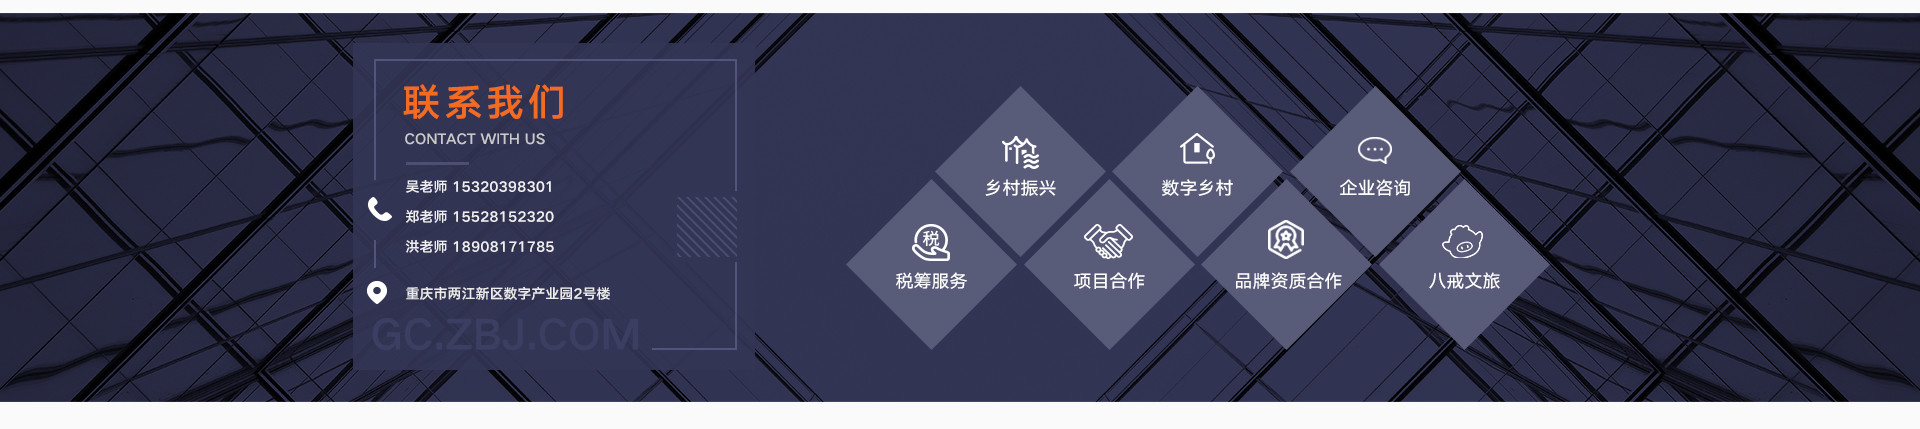 联系我们
CONTACT WITH US
吴老师 15320398301
郑老师 15528152320
洪老师 18908171785
重庆市两江新区数字产业园2号楼
GC.ZBJ.COM
乡村振兴
数字乡村
企业咨询
税
税筹服务
项目合作
品牌资质合作
八戒文旅